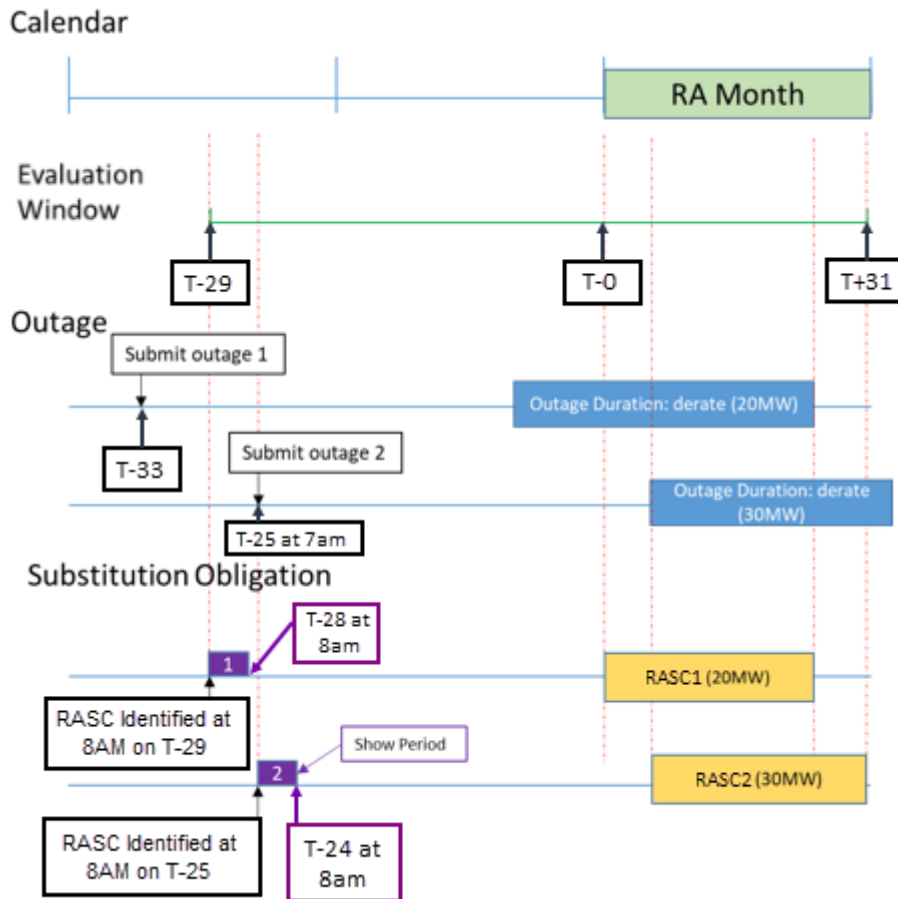 Calendar
RA Month
Evaluation
Window
T-29
T-0
T+31
Outage
Submit outage 1
Outage Duration: derate (20MW)
T-33
Submit outage 2
Outage Duration: derate
(30MW)
T-25 at 7am
Substitution Obligation
T-28 at
8am
1
RASC1 (20MW)
RASC Identified at
8AM on T-29
Show Period
2
RASC2 (30MW)
RASC Identified at
8AM on T-25
T-24 at
8am